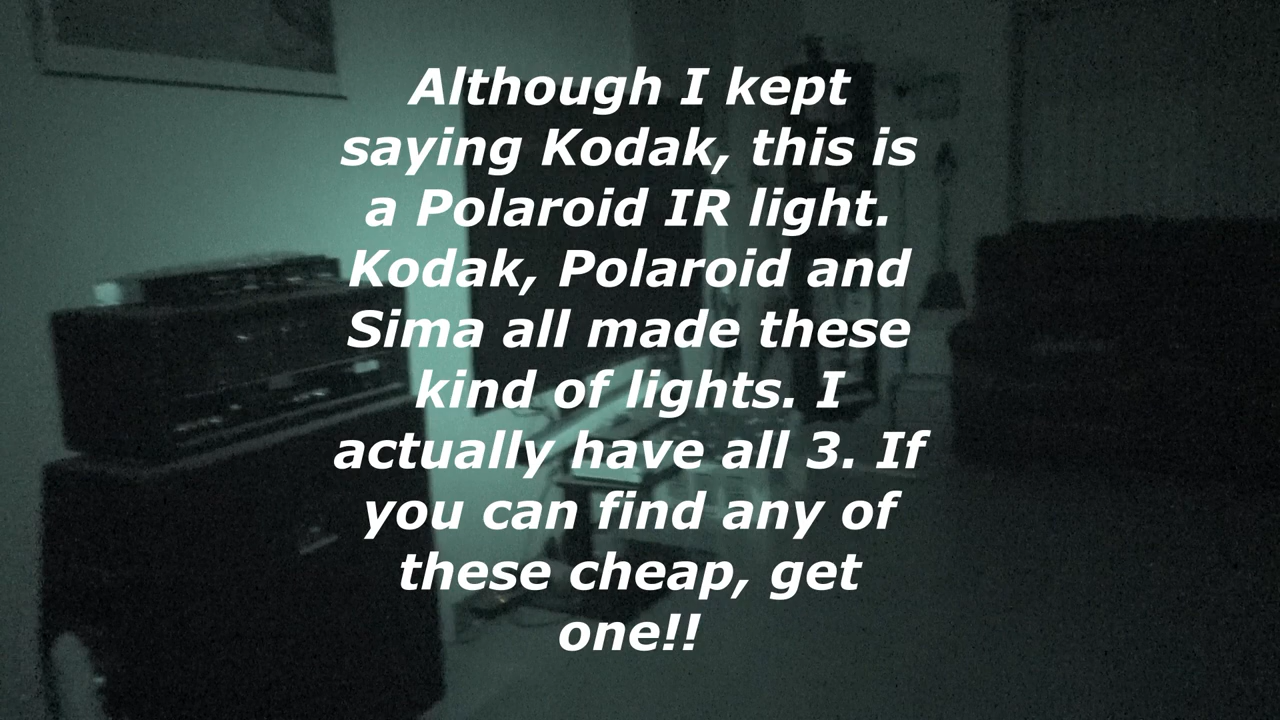 Although I kept
saying Kodak, this is
a Polaroid IR light.
Kodak, Polaroid and
Sima all made these
kind of lights. I
actually have all 3. If
you can find any of
these cheap, get
one!!